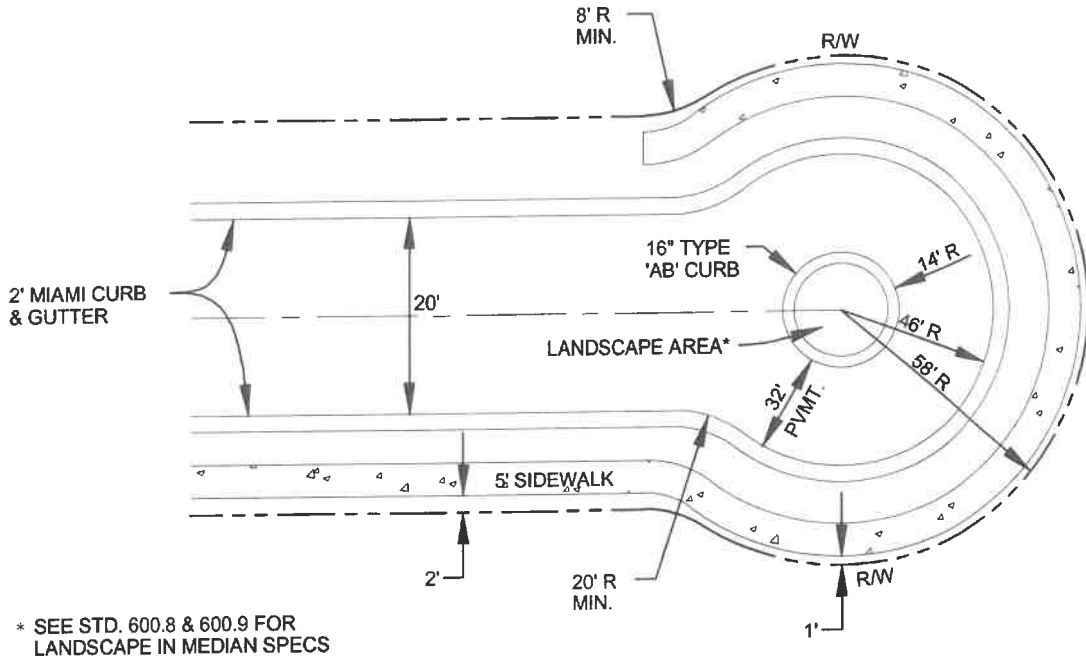 8' R
MIN.
R/W
16" TYPE
'AB' CURB
14' R
2' MIAMI CURB
& GUTTER
20'
46' R
LANDSCAPE AREA*
58' R
32'
PVMT.
5' SIDEWALK
2'
20' R
MIN.
R/W
1'
* SEE STD. 600.8 & 600.9 FOR
LANDSCAPE IN MEDIAN SPECS